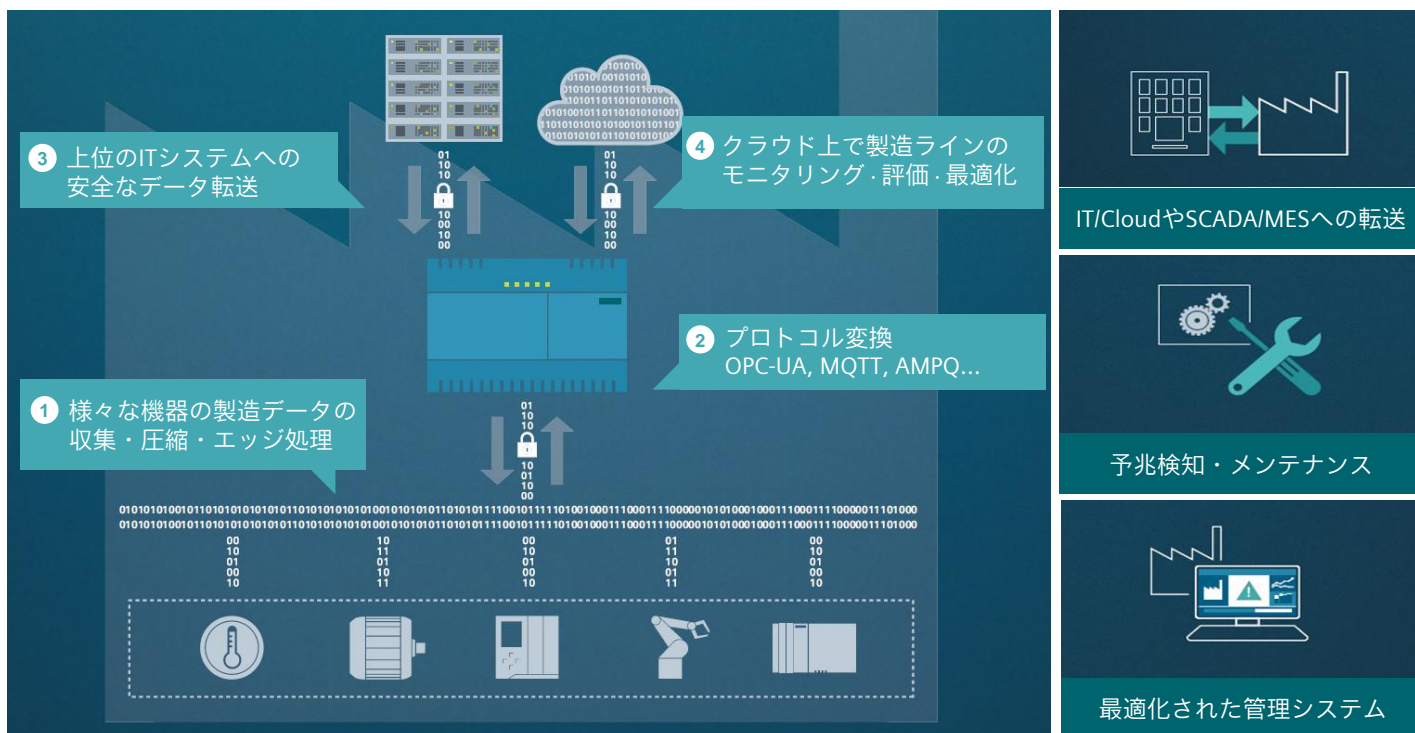 3 上位のITシステムへの
安全なデータ転送
4 クラウド上で製造ラインの
モニタリング・評価・最適化
2 プロトコル変換
OPC-UA, MQTT, AMPQ...
1 様々な機器の製造データの
収集・圧縮・エッジ処理
IT/CloudやSCADA/MESへの転送
予兆検知・メンテナンス
最適化された管理システム